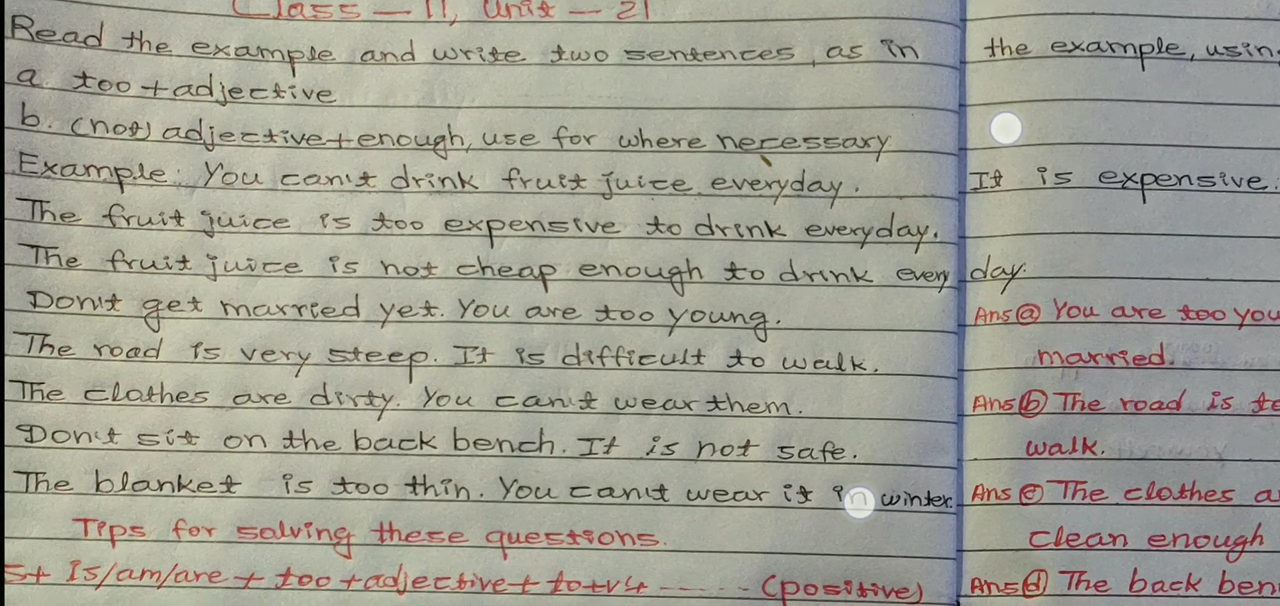 Class - 11, Unit - 21
Read the example and write two sentences, as in the example, using
a. too + adjective
b. (not) adjective + enough, use for where necessary
Example: You can't drink fruit juice everyday. It is expensive.
The fruit juice is too expensive to drink everyday.
The fruit juice is not cheap enough to drink every day.
Don't get married yet. You are too young.
The road is very steep. It is difficult to walk.
The clothes are dirty. You can't wear them.
Don't sit on the back bench. It is not safe.
The blanket is too thin. You can't wear it in winter.
Tips for solving these questions.
S+ Is/am/are + too + adjective + to + v4 ----- (positive)
Ans ⓐ You are too you
married.
Ans ⓑ The road is
walk.
Ans ⓒ The clothes a
clean enough
Ans ⓓ The back ben